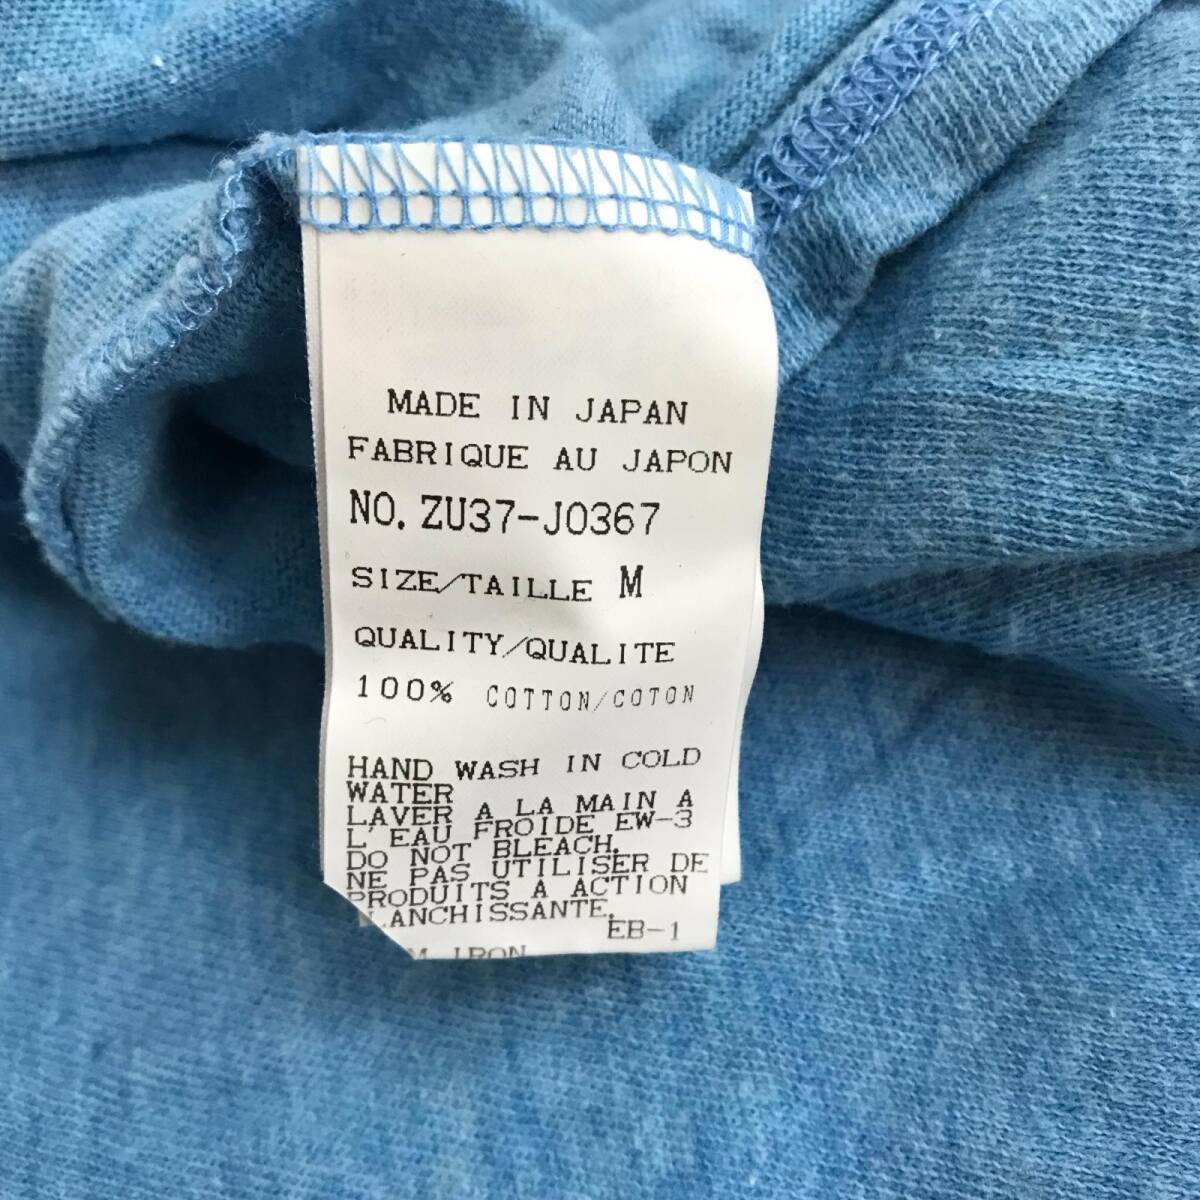 MADE IN JAPAN
FABRIQUE AU JAPON
NO. ZU37-J0367
SIZE/TAILLE M
QUALITY/QUALITE
100% COTTON/COTON
HAND WASH IN COLD
WATER
LAVER A LA MAIN A
L'EAU FROIDE EW-3
DO NOT BLEACH.
NE PAS UTILISER DE
PRODUITS A ACTION
LANCHISSANTE.
EB-1
IRON